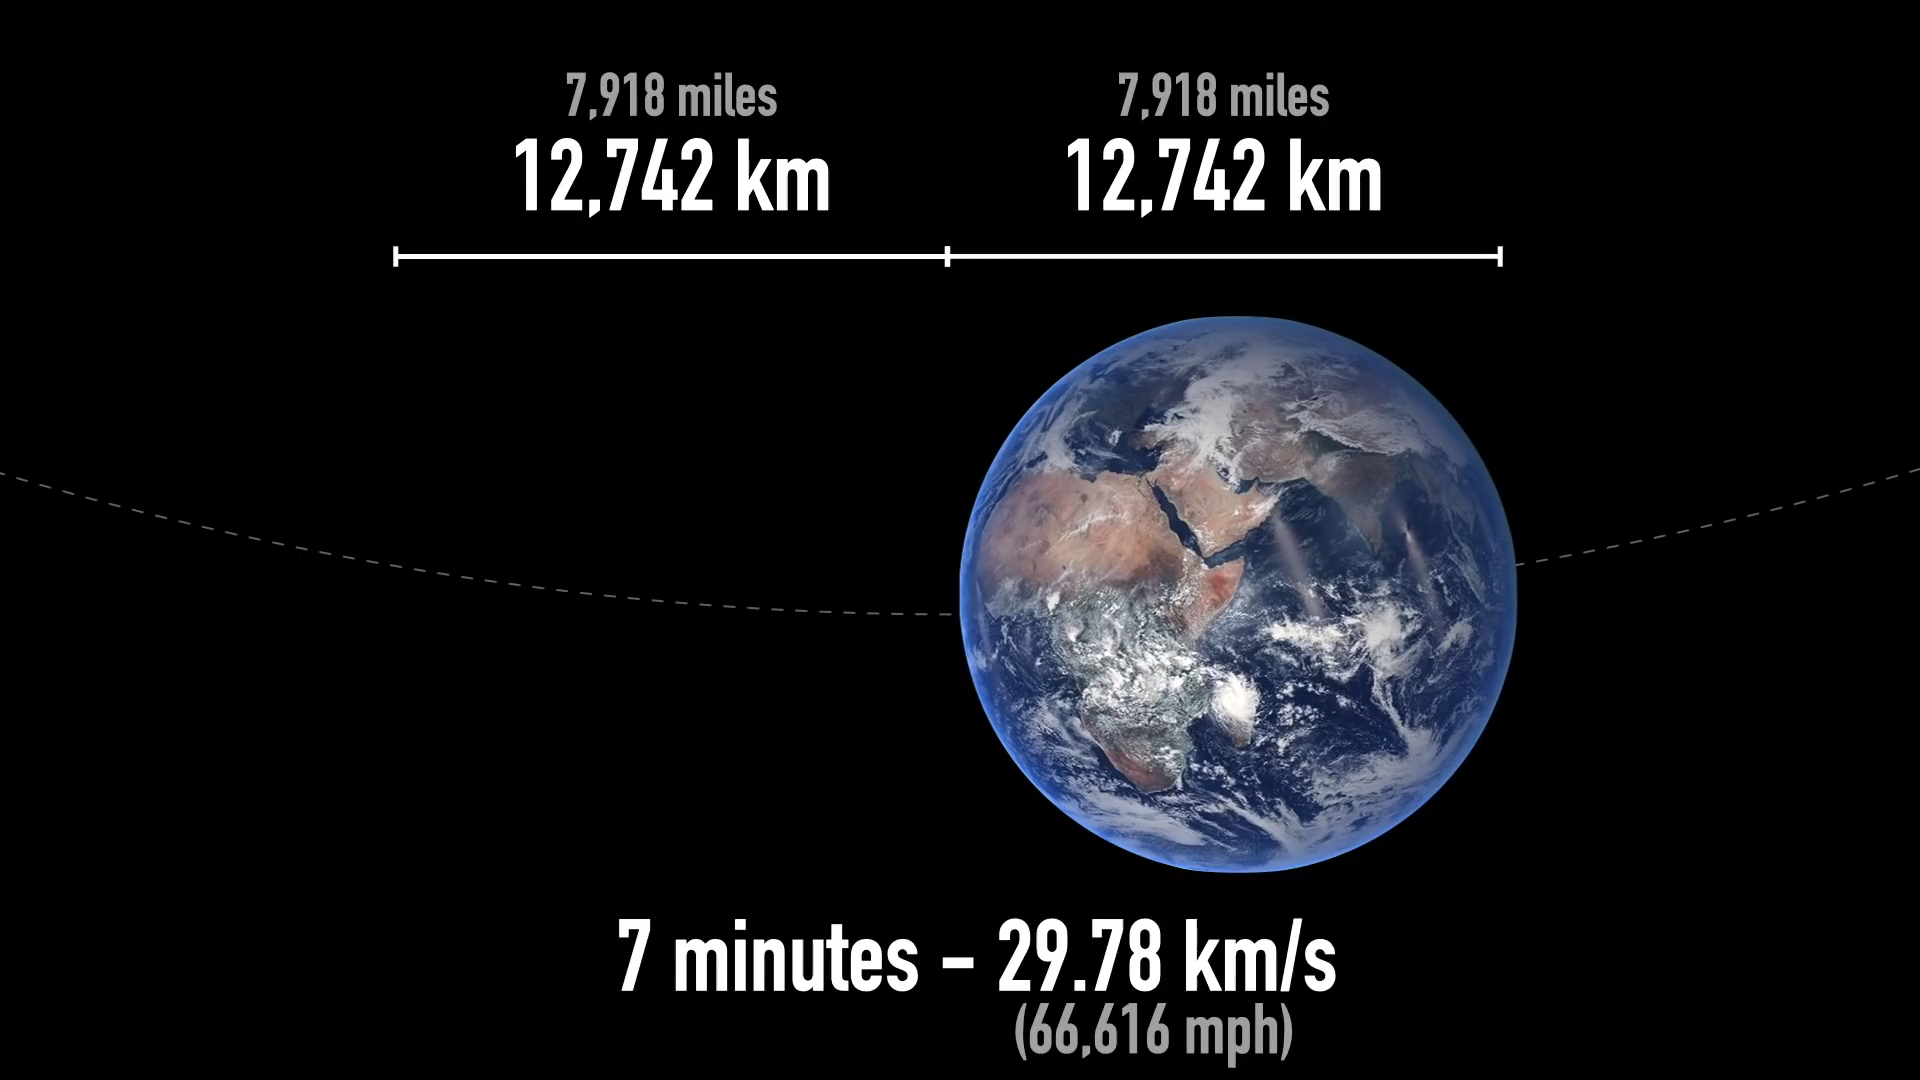 7,918 miles
12,742 km
7,918 miles
12,742 km
7 minutes – 29.78 km/s
(66,616 mph)